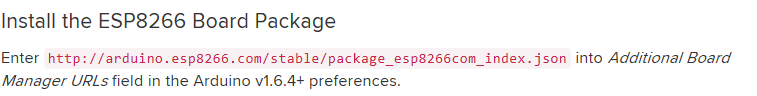 Install the ESP8266 Board Package
Enter http://arduino.esp8266.com/stable/package_esp8266com_index.json into Additional Board
Manager URLs field in the Arduino v1.6.4+ preferences.